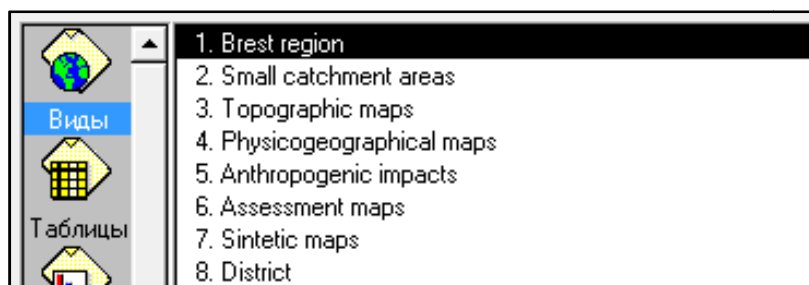 Виды
Таблицы
1. Brest region
2. Small catchment areas
3. Topographic maps
4. Physicogeographical maps
5. Anthropogenic impacts
6. Assessment maps
7. Sintetic maps
8. District